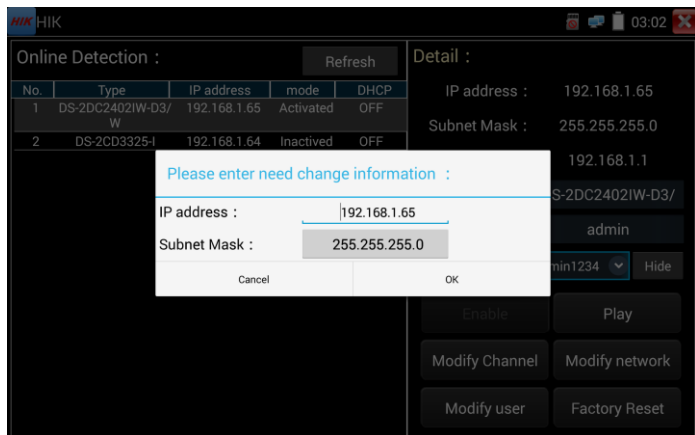 HIK HIK 03:02
Online Detection : Refresh
No. Type IP address mode DHCP
1 DS-2DC2402IW-D3/ 192.168.1.65 Activated OFF
W
2 DS-2CD3325-I 192.168.1.64 Inactived OFF
Detail :
IP address : 192.168.1.65
Subnet Mask : 255.255.255.0
192.168.1.1
S-2DC2402IW-D3/
admin
min1234 Hide
Enable Play
Modify Channel Modify network
Modify user Factory Reset
Please enter need change information :
IP address : 192.168.1.65
Subnet Mask : 255.255.255.0
Cancel OK